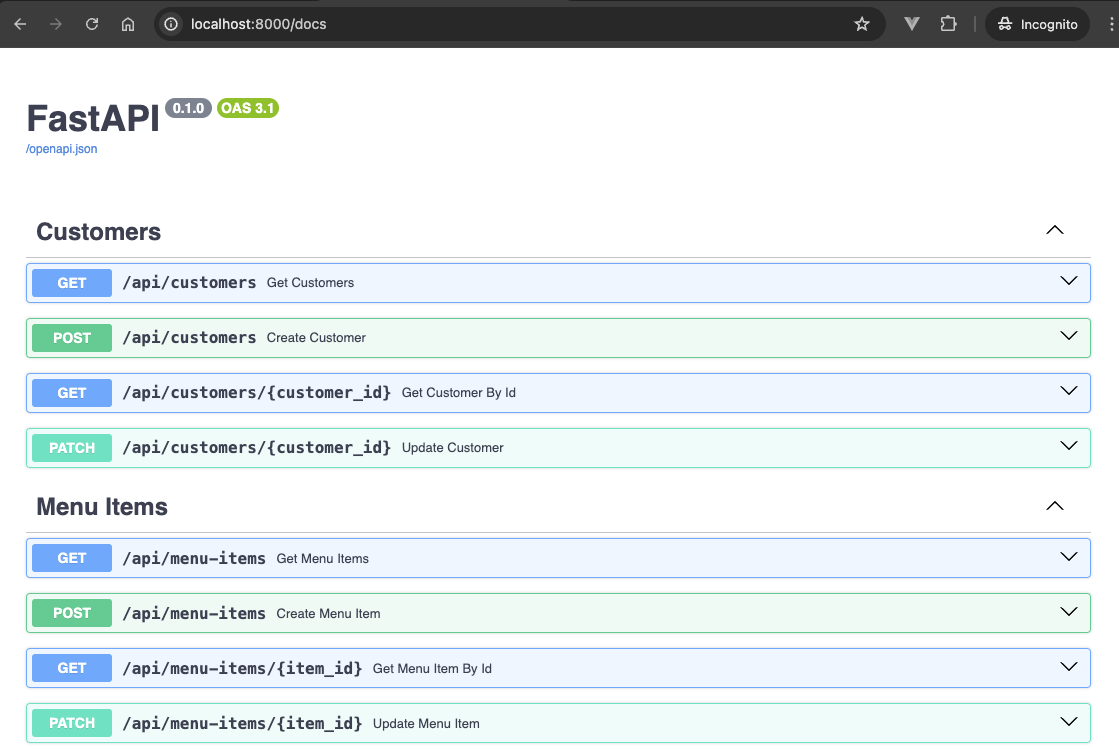 localhost:8000/docs
Incognito
FastAPI 0.1.0 OAS 3.1
/openapi.json
Customers
GET /api/customers Get Customers
POST /api/customers Create Customer
GET /api/customers/{customer_id} Get Customer By Id
PATCH /api/customers/{customer_id} Update Customer
Menu Items
GET /api/menu-items Get Menu Items
POST /api/menu-items Create Menu Item
GET /api/menu-items/{item_id} Get Menu Item By Id
PATCH /api/menu-items/{item_id} Update Menu Item